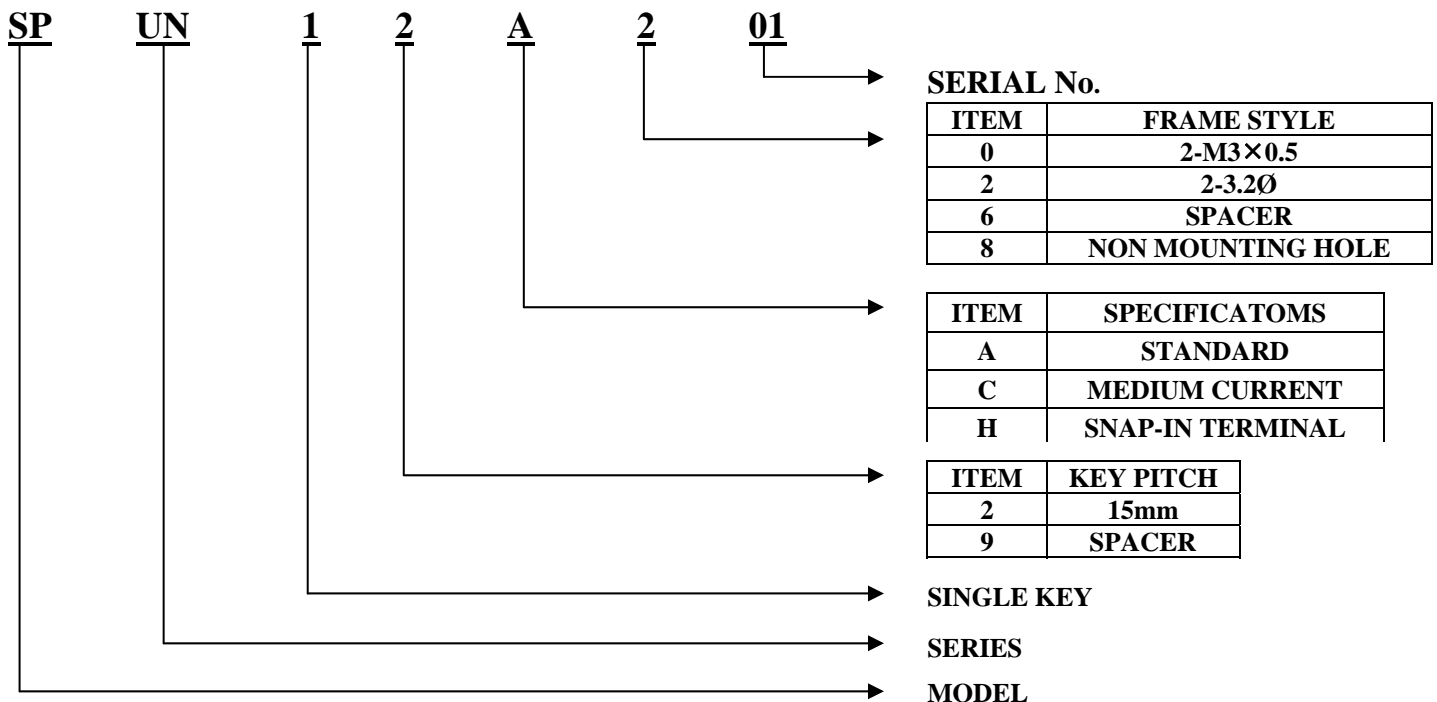 SP UN 1 2 A 2 01
SERIAL No.
ITEM FRAME STYLE
0 2-M3×0.5
2 2-3.2Ø
6 SPACER
8 NON MOUNTING HOLE
ITEM SPECIFICATOMS
A STANDARD
C MEDIUM CURRENT
H SNAP-IN TERMINAL
ITEM KEY PITCH
2 15mm
9 SPACER
SINGLE KEY
SERIES
MODEL